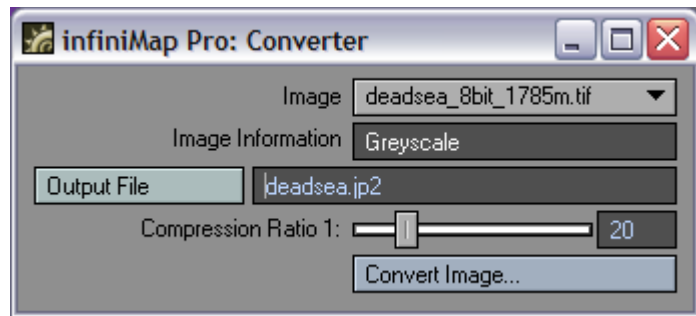 infiniMap Pro: Converter
Image deadsea_8bit_1785m.tif
Image Information Greyscale
Output File deadsea.jp2
Compression Ratio 1: 20
Convert Image...